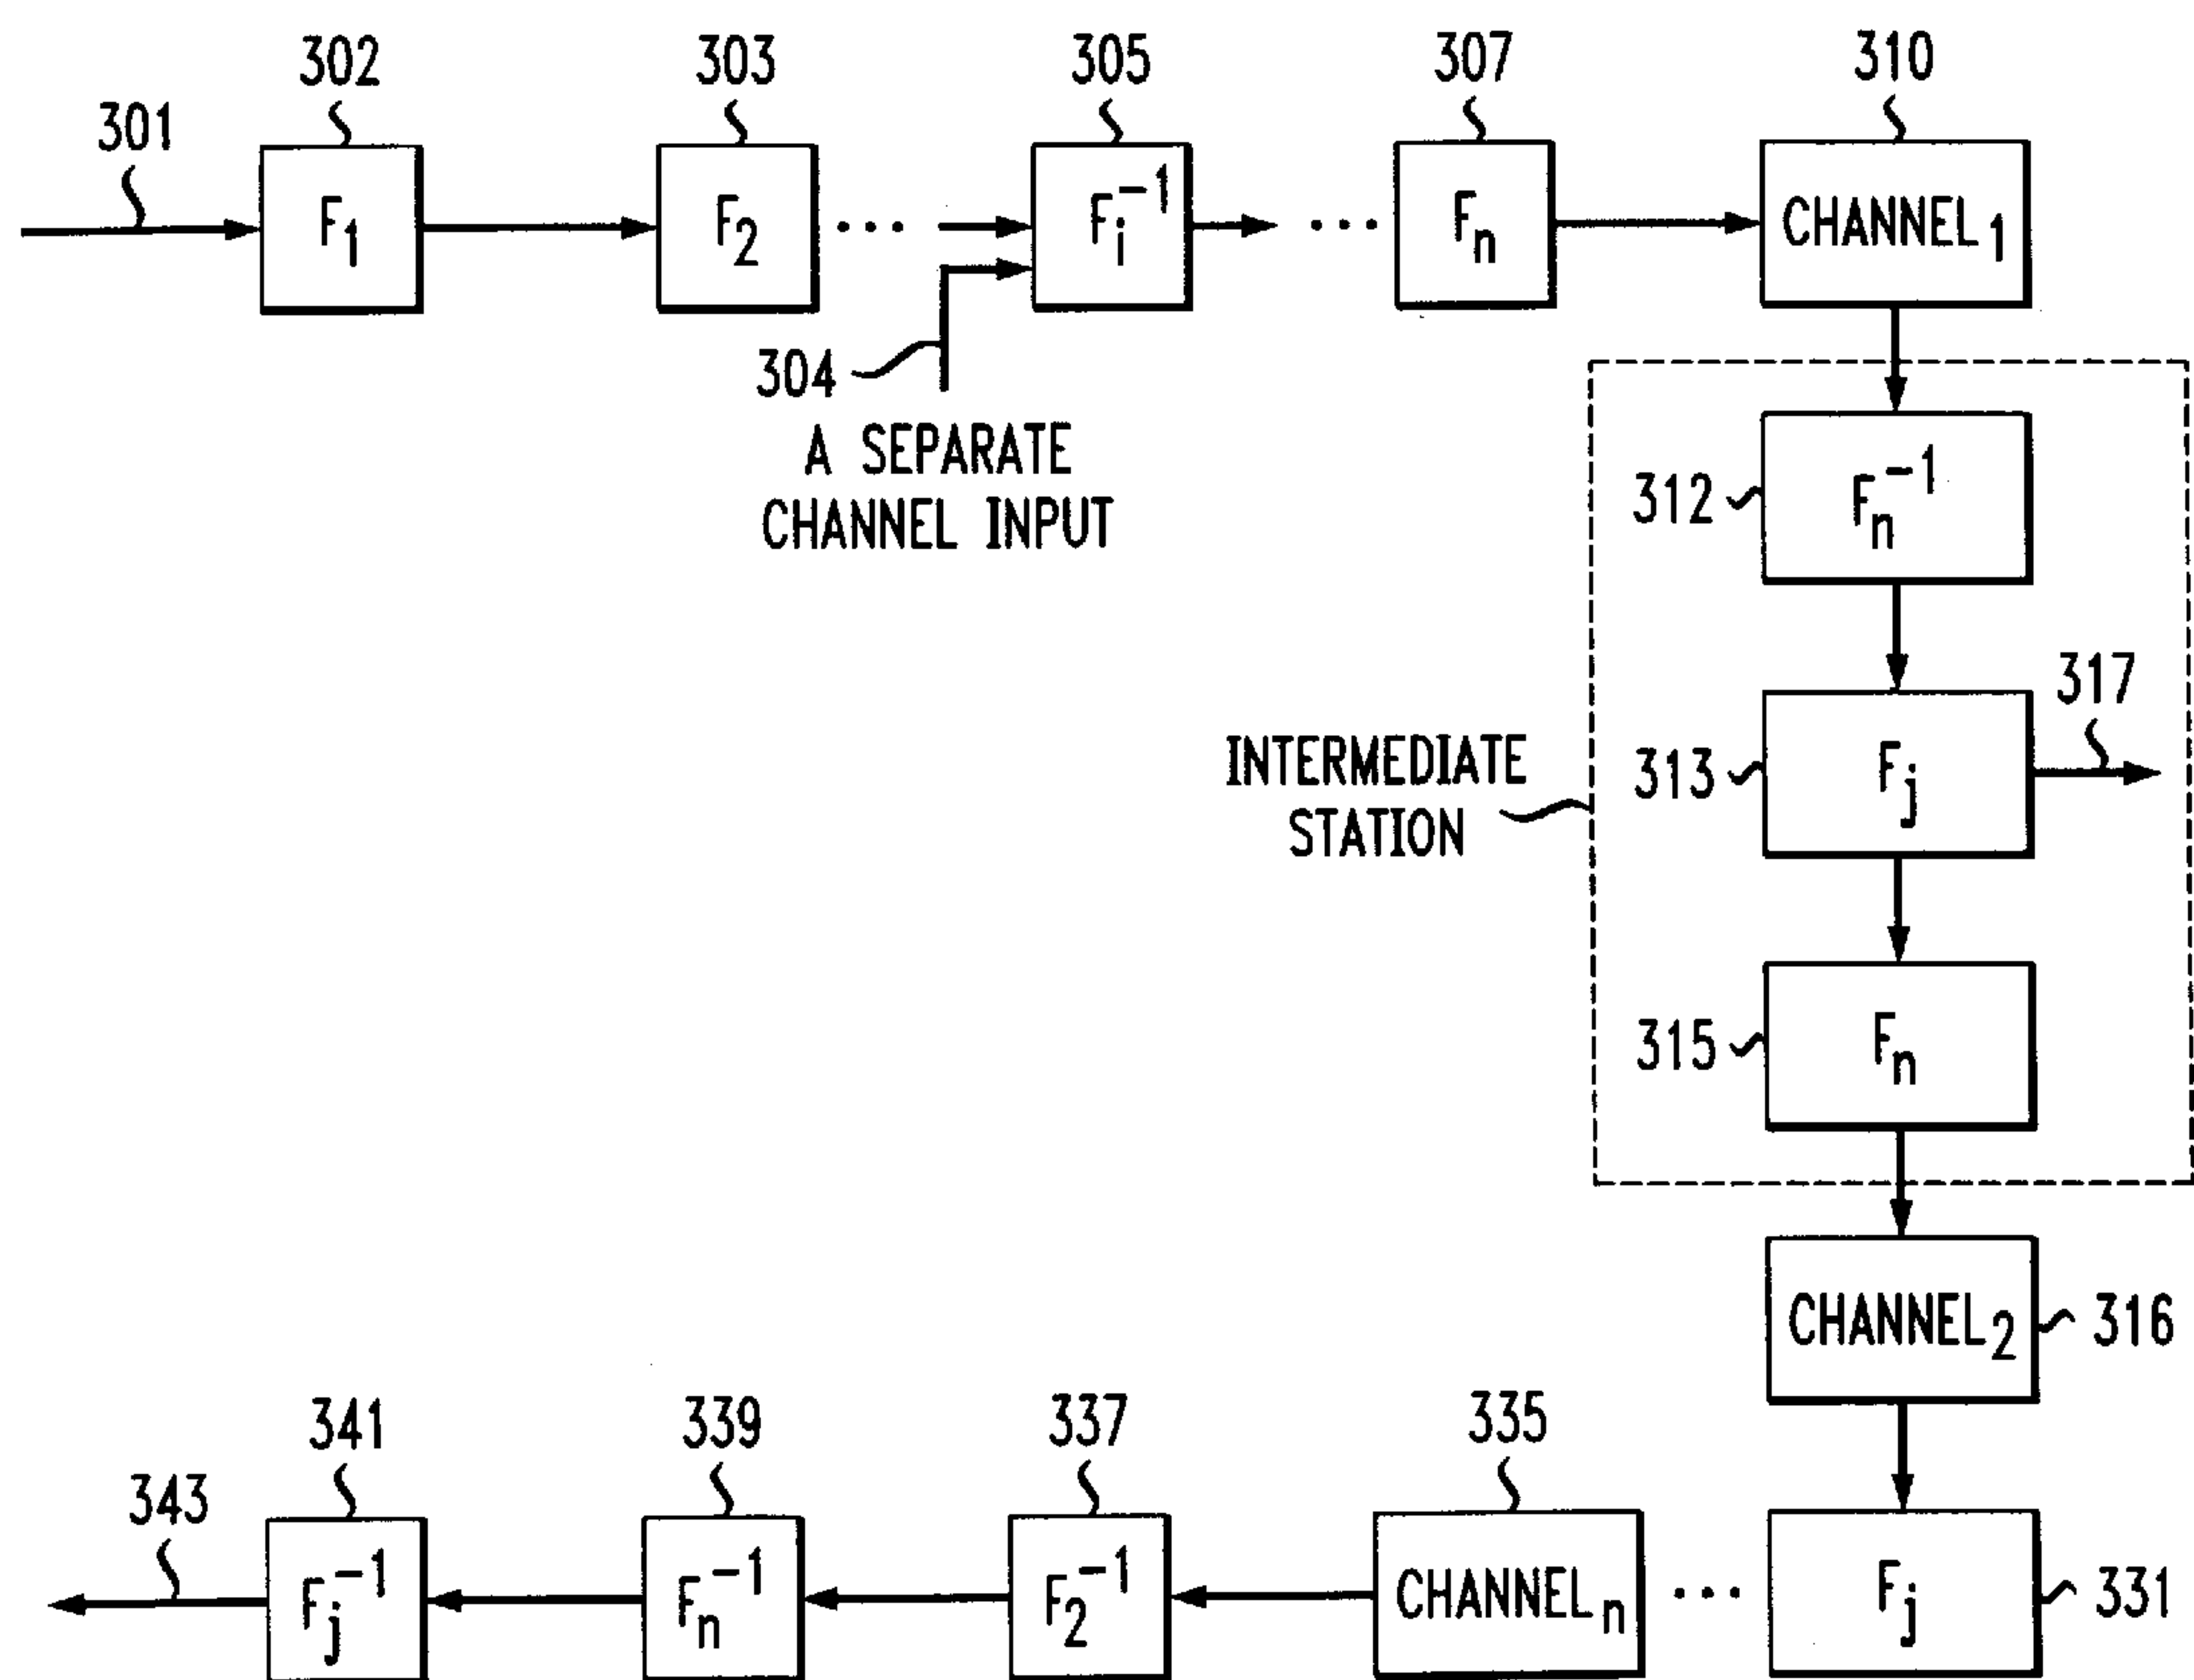 302 303 305 307 310
301
F1 F2 ... Fi^-1 ... Fn CHANNEL1
304
A SEPARATE
CHANNEL INPUT
312 Fn^-1
317
INTERMEDIATE
STATION
313 Fj
315 Fn
CHANNEL2 316
341 339 337 335
343
Fj^-1 Fn^-1 F2^-1 CHANNELn ... Fj 331